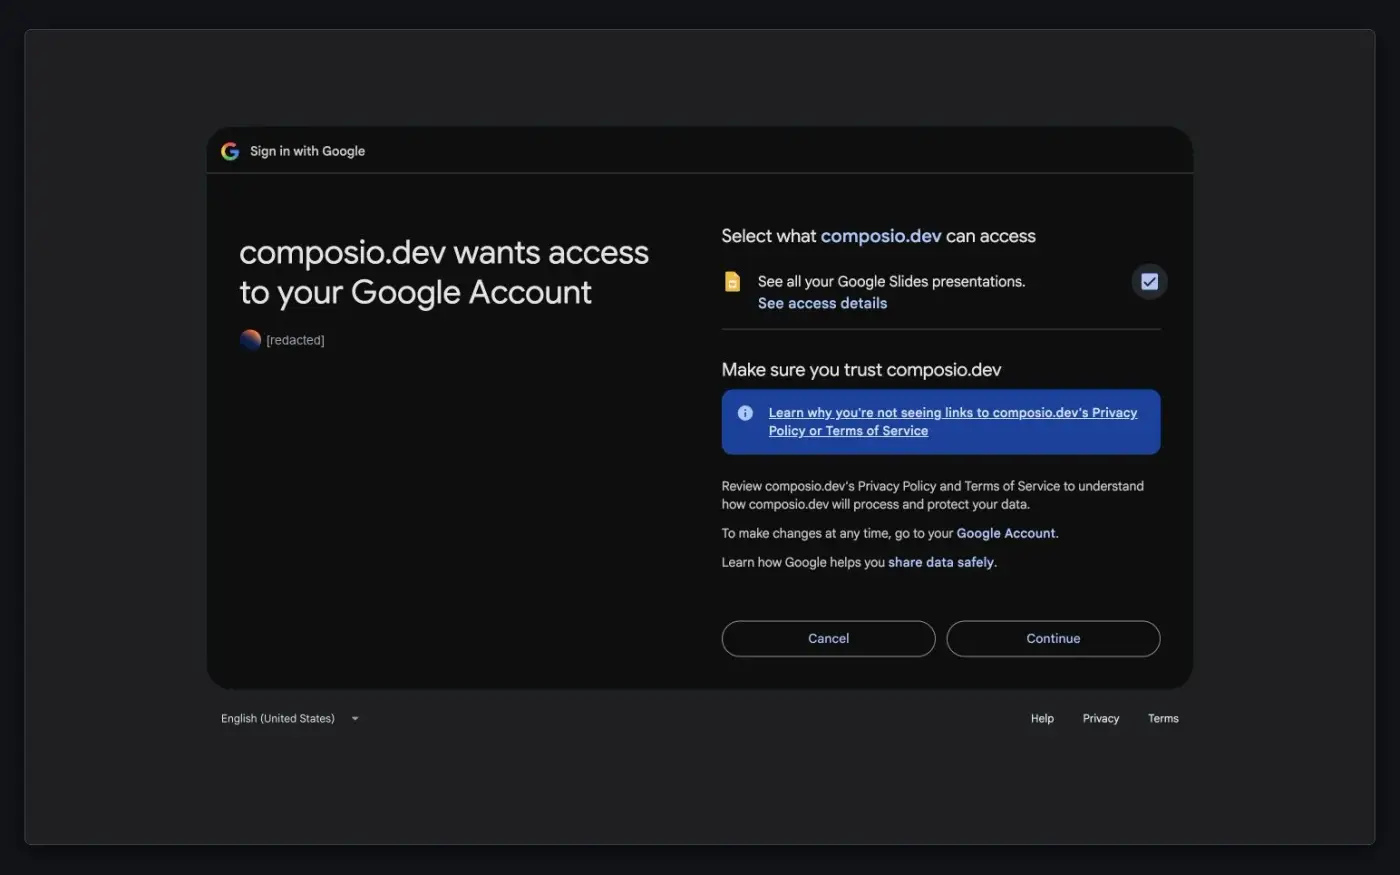 Sign in with Google
composio.dev wants access
to your Google Account
[redacted]
Select what composio.dev can access
See all your Google Slides presentations.
See access details
Make sure you trust composio.dev
Learn why you're not seeing links to composio.dev's Privacy
Policy or Terms of Service
Review composio.dev's Privacy Policy and Terms of Service to understand
how composio.dev will process and protect your data.
To make changes at any time, go to your Google Account.
Learn how Google helps you share data safely.
Cancel
Continue
English (United States)
Help
Privacy
Terms